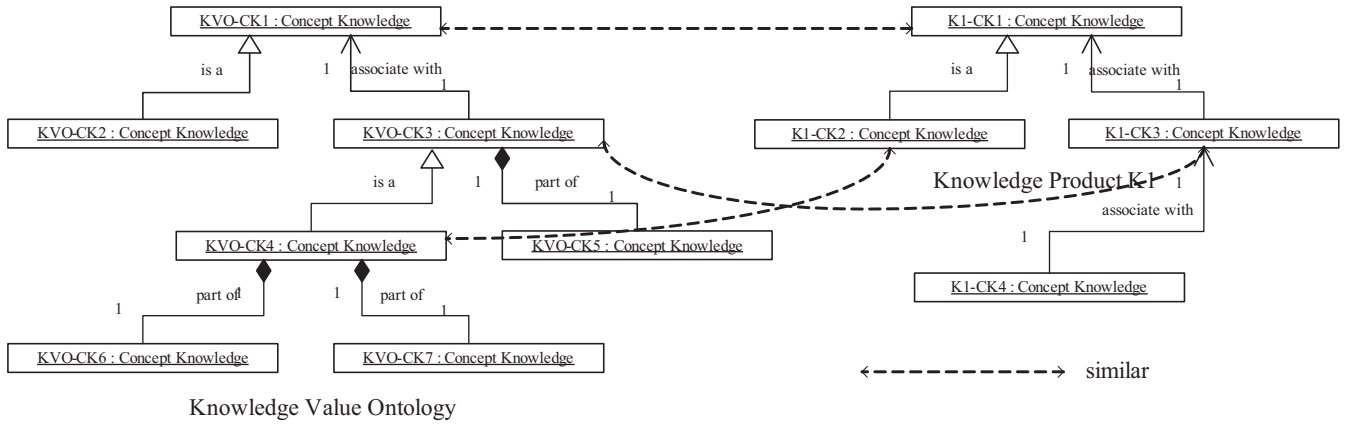 KVO-CK1 : Concept Knowledge
K1-CK1 : Concept Knowledge
is a
1
associate with
1
is a
1
associate with
1
KVO-CK2 : Concept Knowledge
KVO-CK3 : Concept Knowledge
K1-CK2 : Concept Knowledge
K1-CK3 : Concept Knowledge
is a
1
part of
1
Knowledge Product K1
1
associate with
1
KVO-CK4 : Concept Knowledge
KVO-CK5 : Concept Knowledge
K1-CK4 : Concept Knowledge
1
part of
1
1
part of
1
KVO-CK6 : Concept Knowledge
KVO-CK7 : Concept Knowledge
similar
Knowledge Value Ontology